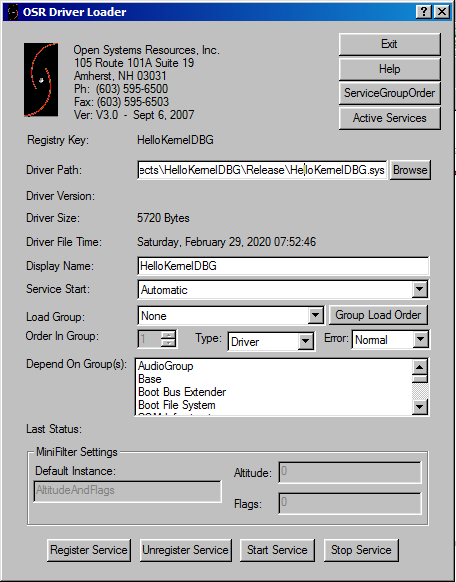 OSR Driver Loader
Open Systems Resources, Inc.
105 Route 101A Suite 19
Amherst, NH 03031
Ph: (603) 595-6500
Fax: (603) 595-6503
Ver: V3.0 - Sept 6, 2007
Exit
Help
ServiceGroupOrder
Active Services
Registry Key: HelloKernelDBG
Driver Path: ects\HelloKernelDBG\Release\HelloKernelDBG.sys Browse
Driver Version:
Driver Size: 5720 Bytes
Driver File Time: Saturday, February 29, 2020 07:52:46
Display Name: HelloKernelDBG
Service Start: Automatic
Load Group: None Group Load Order
Order In Group: 1 Type: Driver Error: Normal
Depend On Group(s): AudioGroup
Base
Boot Bus Extender
Boot File System
Last Status:
MiniFilter Settings
Default Instance: Altitude: 0
AltitudeAndFlags
Flags: 0
Register Service Unregister Service Start Service Stop Service